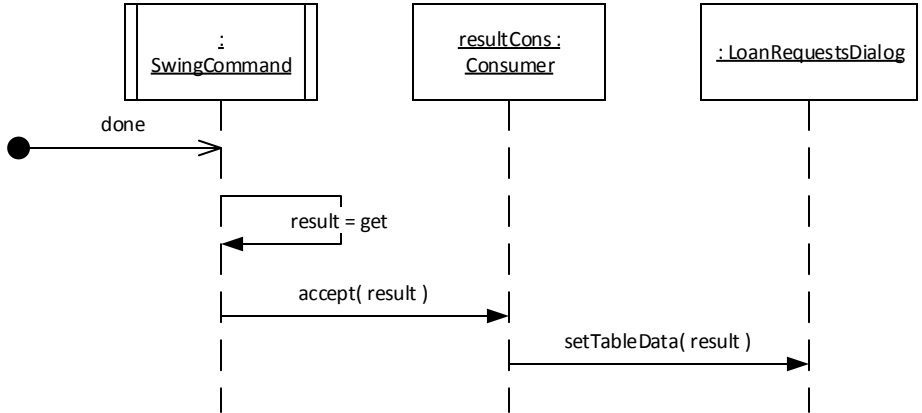 :
SwingCommand
resultCons :
Consumer
: LoanRequestsDialog
done
result = get
accept( result )
setTableData( result )